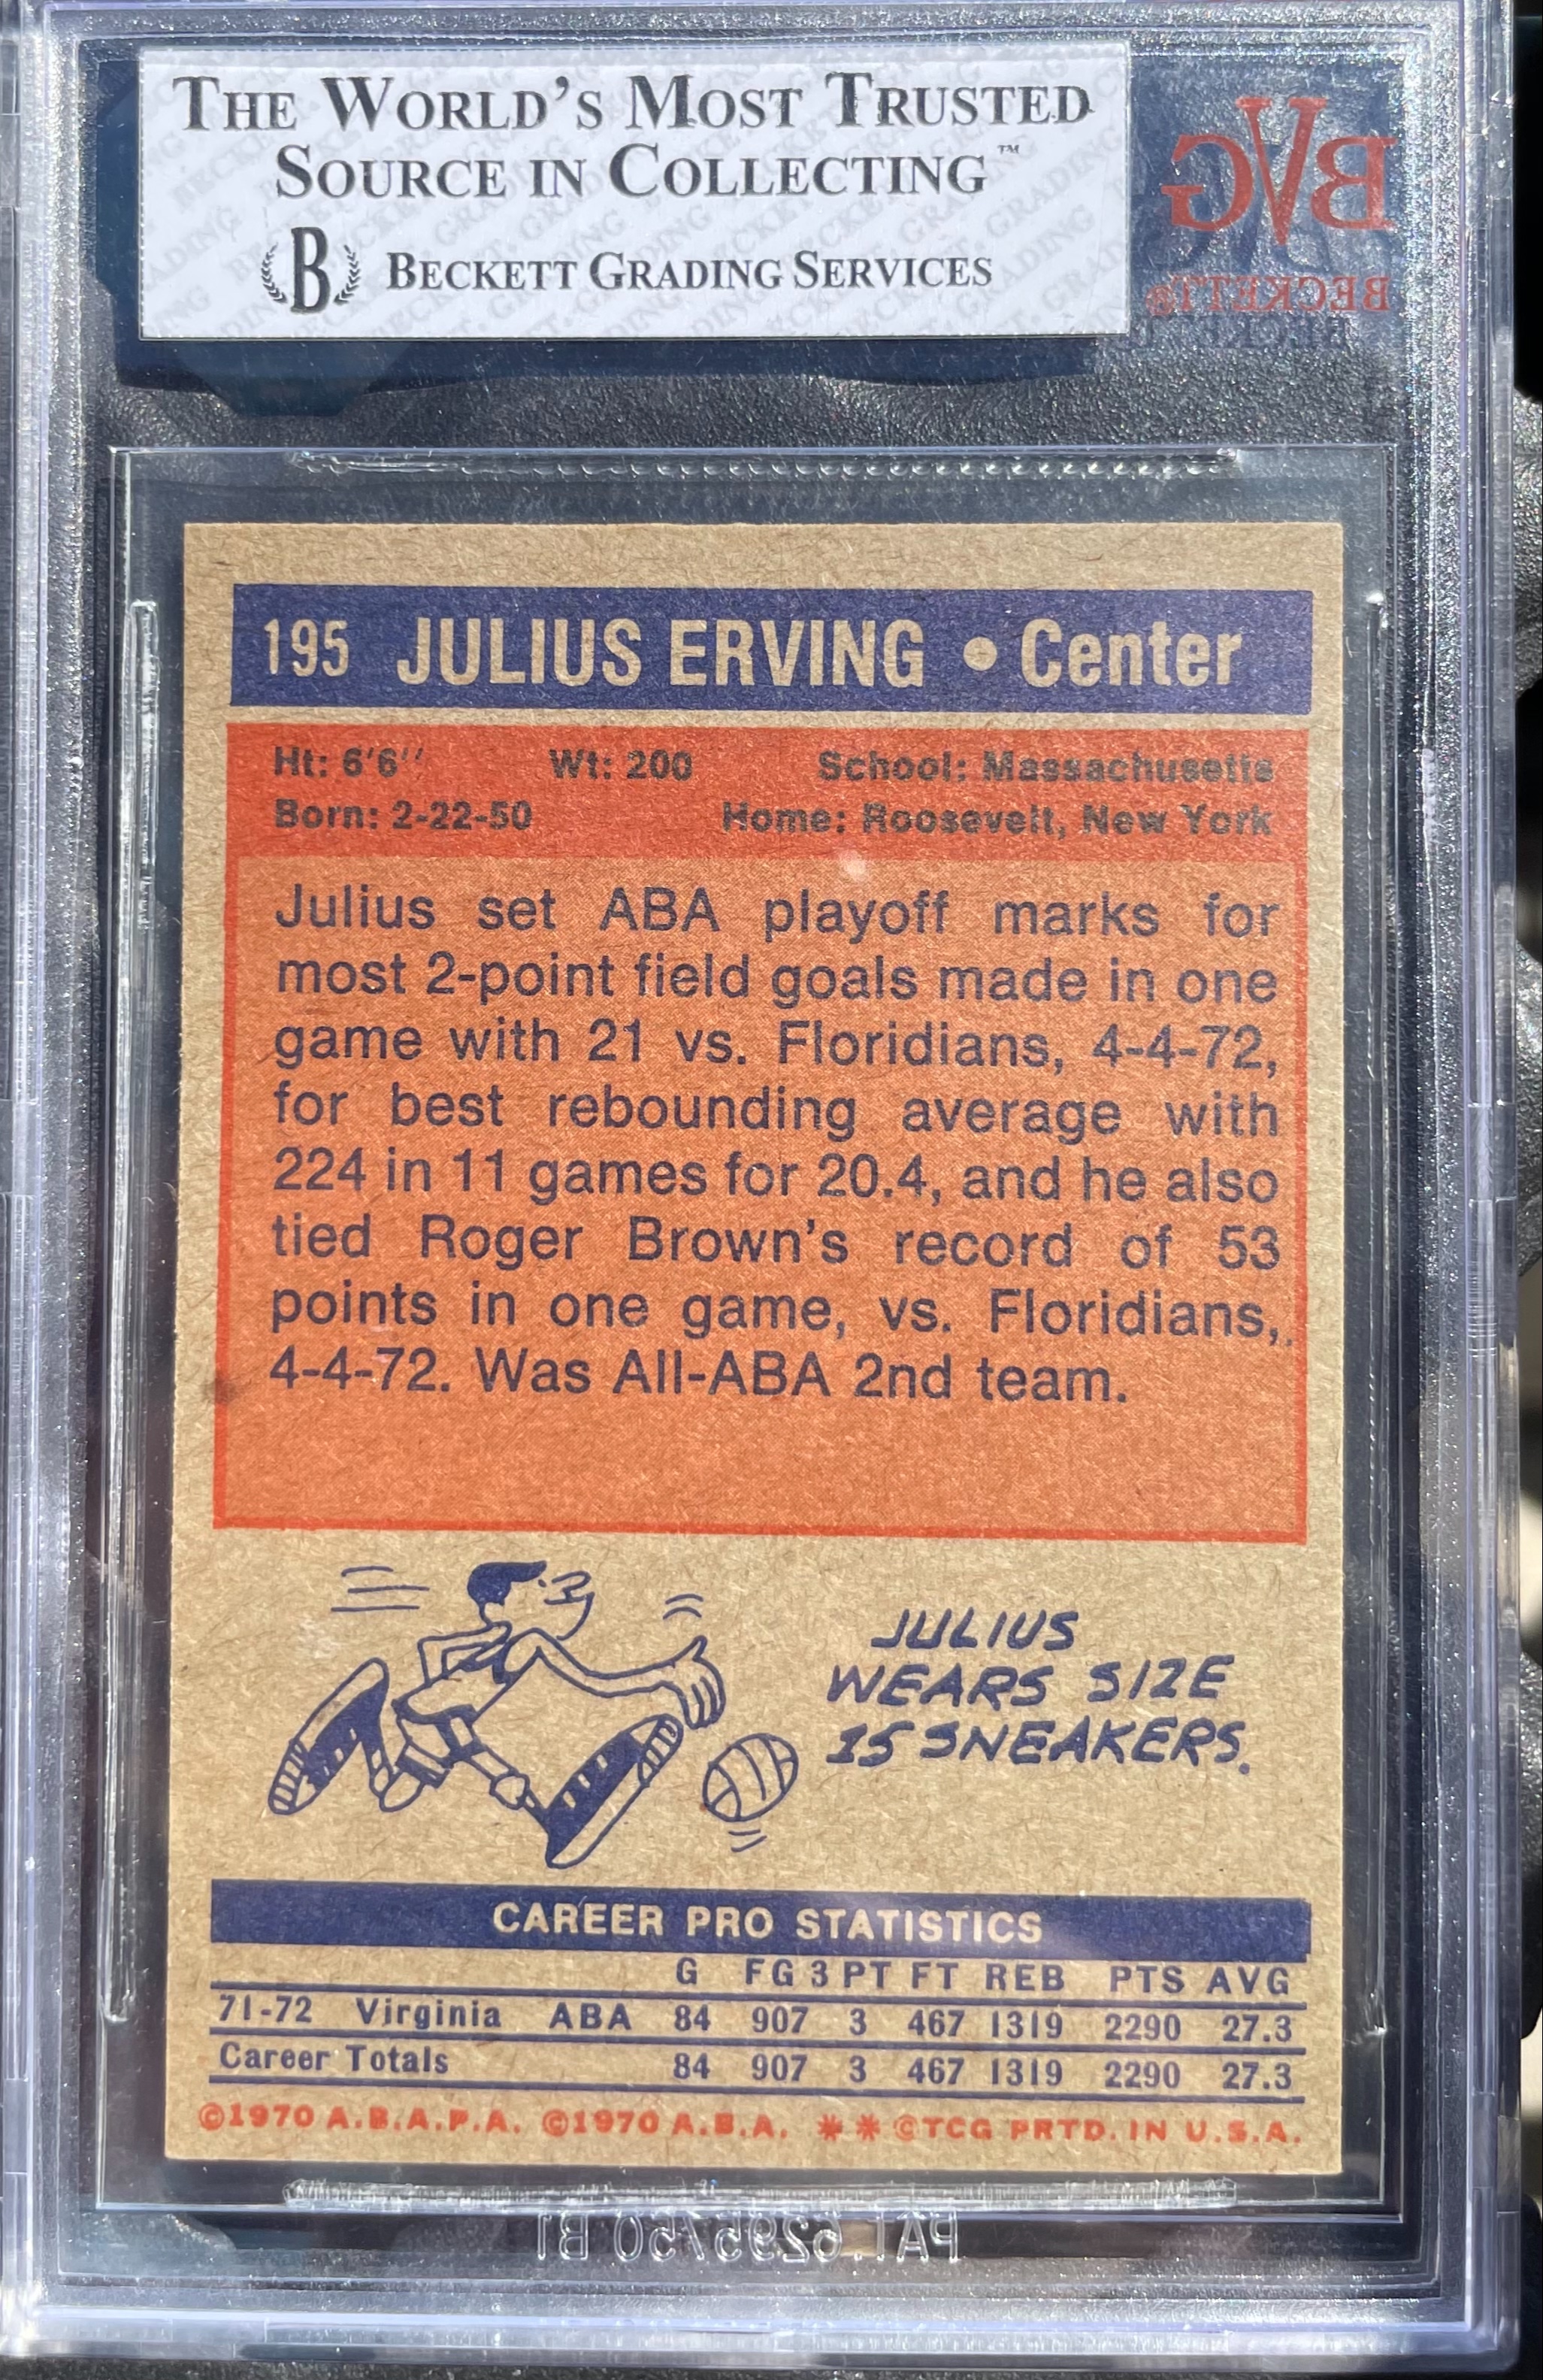 THE WORLD'S MOST TRUSTED
SOURCE IN COLLECTING™
B BECKETT GRADING SERVICES
BVG
BECKETT®
195 JULIUS ERVING • Center
Ht: 6'6'' Wt: 200 School: Massachusetts
Born: 2-22-50 Home: Roosevelt, New York
Julius set ABA playoff marks for
most 2-point field goals made in one
game with 21 vs. Floridians, 4-4-72,
for best rebounding average with
224 in 11 games for 20.4, and he also
tied Roger Brown's record of 53
points in one game, vs. Floridians,.
4-4-72. Was All-ABA 2nd team.
JULIUS
WEARS SIZE
15 SNEAKERS.
CAREER PRO STATISTICS
G FG 3 PT FT REB PTS AVG
71-72 Virginia ABA 84 907 3 467 1319 2290 27.3
Career Totals 84 907 3 467 1319 2290 27.3
©1970 A.B.A.P.A. ©1970 A.B.A. ** ©TCG PRTD. IN U.S.A.
PAT. 6295750 B1